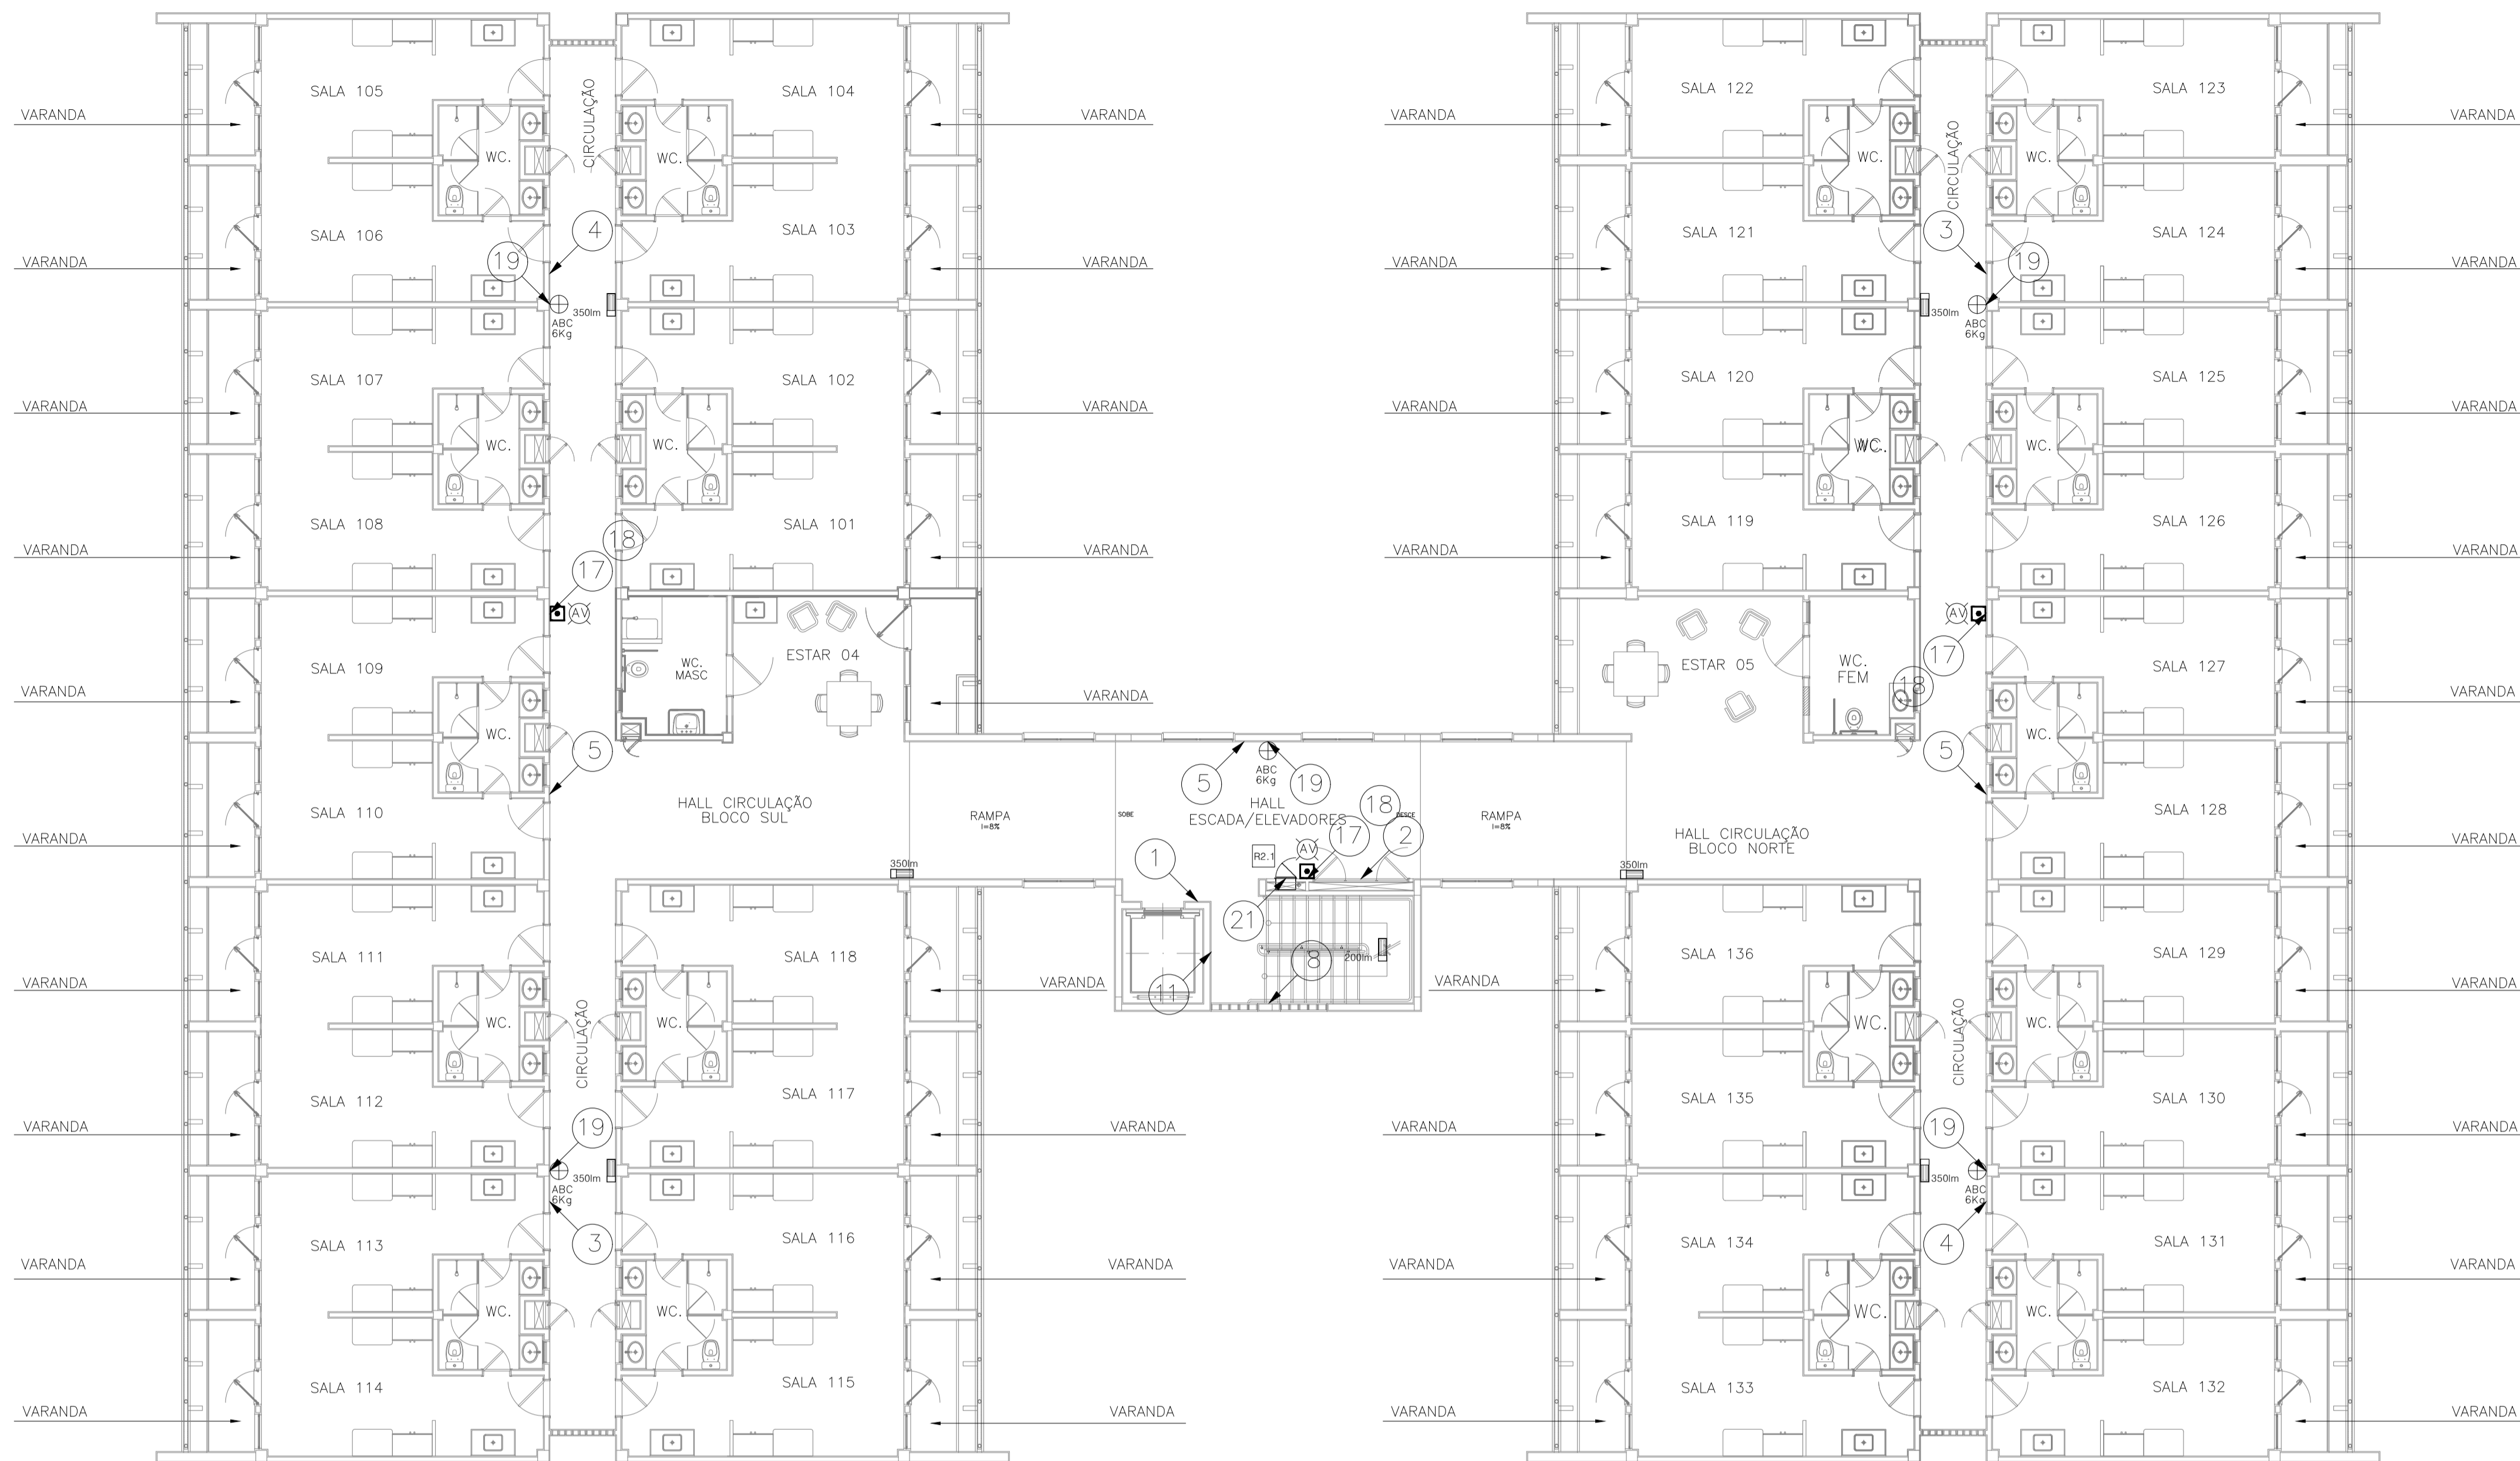 SALA 105
CIRCULAÇÃO
SALA 104
SALA 122
CIRCULAÇÃO
SALA 123
VARANDA
VARANDA
VARANDA
VARANDA
WC.
WC.
WC.
WC.
SALA 106
4
SALA 103
SALA 121
3
SALA 124
VARANDA
19
VARANDA
VARANDA
19
VARANDA
350lm
ABC
6Kg
350lm
ABC
6Kg
SALA 107
SALA 102
SALA 120
SALA 125
VARANDA
VARANDA
VARANDA
VARANDA
WC.
WC.
WC.
WC.
SALA 108
SALA 101
SALA 119
SALA 126
VARANDA
18
VARANDA
VARANDA
VARANDA
17
AV
AV
17
SALA 109
WC.
MASC
ESTAR 04
ESTAR 05
WC.
FEM
18
SALA 127
VARANDA
VARANDA
VARANDA
WC.
WC.
5
5
19
5
ABC
6Kg
SALA 110
HALL CIRCULAÇÃO
BLOCO SUL
RAMPA
I=8%
SOBE
HALL
ESCADA/ELEVADORES
18
DESCE
RAMPA
I=8%
HALL CIRCULAÇÃO
BLOCO NORTE
SALA 128
VARANDA
VARANDA
350lm
1
R2.1
AV
17
2
350lm
21
SALA 111
SALA 118
8
200lm
SALA 136
SALA 129
VARANDA
VARANDA
11
VARANDA
VARANDA
WC.
CIRCULAÇÃO
WC.
WC.
CIRCULAÇÃO
WC.
SALA 112
SALA 117
SALA 135
SALA 130
VARANDA
19
VARANDA
VARANDA
19
VARANDA
350lm
ABC
6Kg
350lm
ABC
6Kg
SALA 113
3
SALA 116
SALA 134
4
SALA 131
VARANDA
VARANDA
VARANDA
VARANDA
WC.
WC.
WC.
WC.
SALA 114
SALA 115
SALA 133
SALA 132
VARANDA
VARANDA
VARANDA
VARANDA